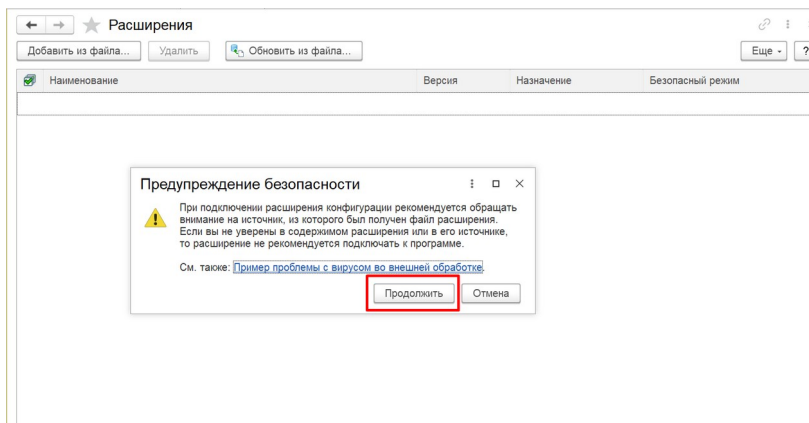 Расширения
Добавить из файла... Удалить Обновить из файла... Еще ?
Наименование Версия Назначение Безопасный режим
Предупреждение безопасности
При подключении расширения конфигурации рекомендуется обращать
внимание на источник, из которого был получен файл расширения.
Если вы не уверены в содержимом расширения или в его источнике,
то расширение не рекомендуется подключать к программе.
См. также: Пример проблемы с вирусом во внешней обработке.
Продолжить Отмена